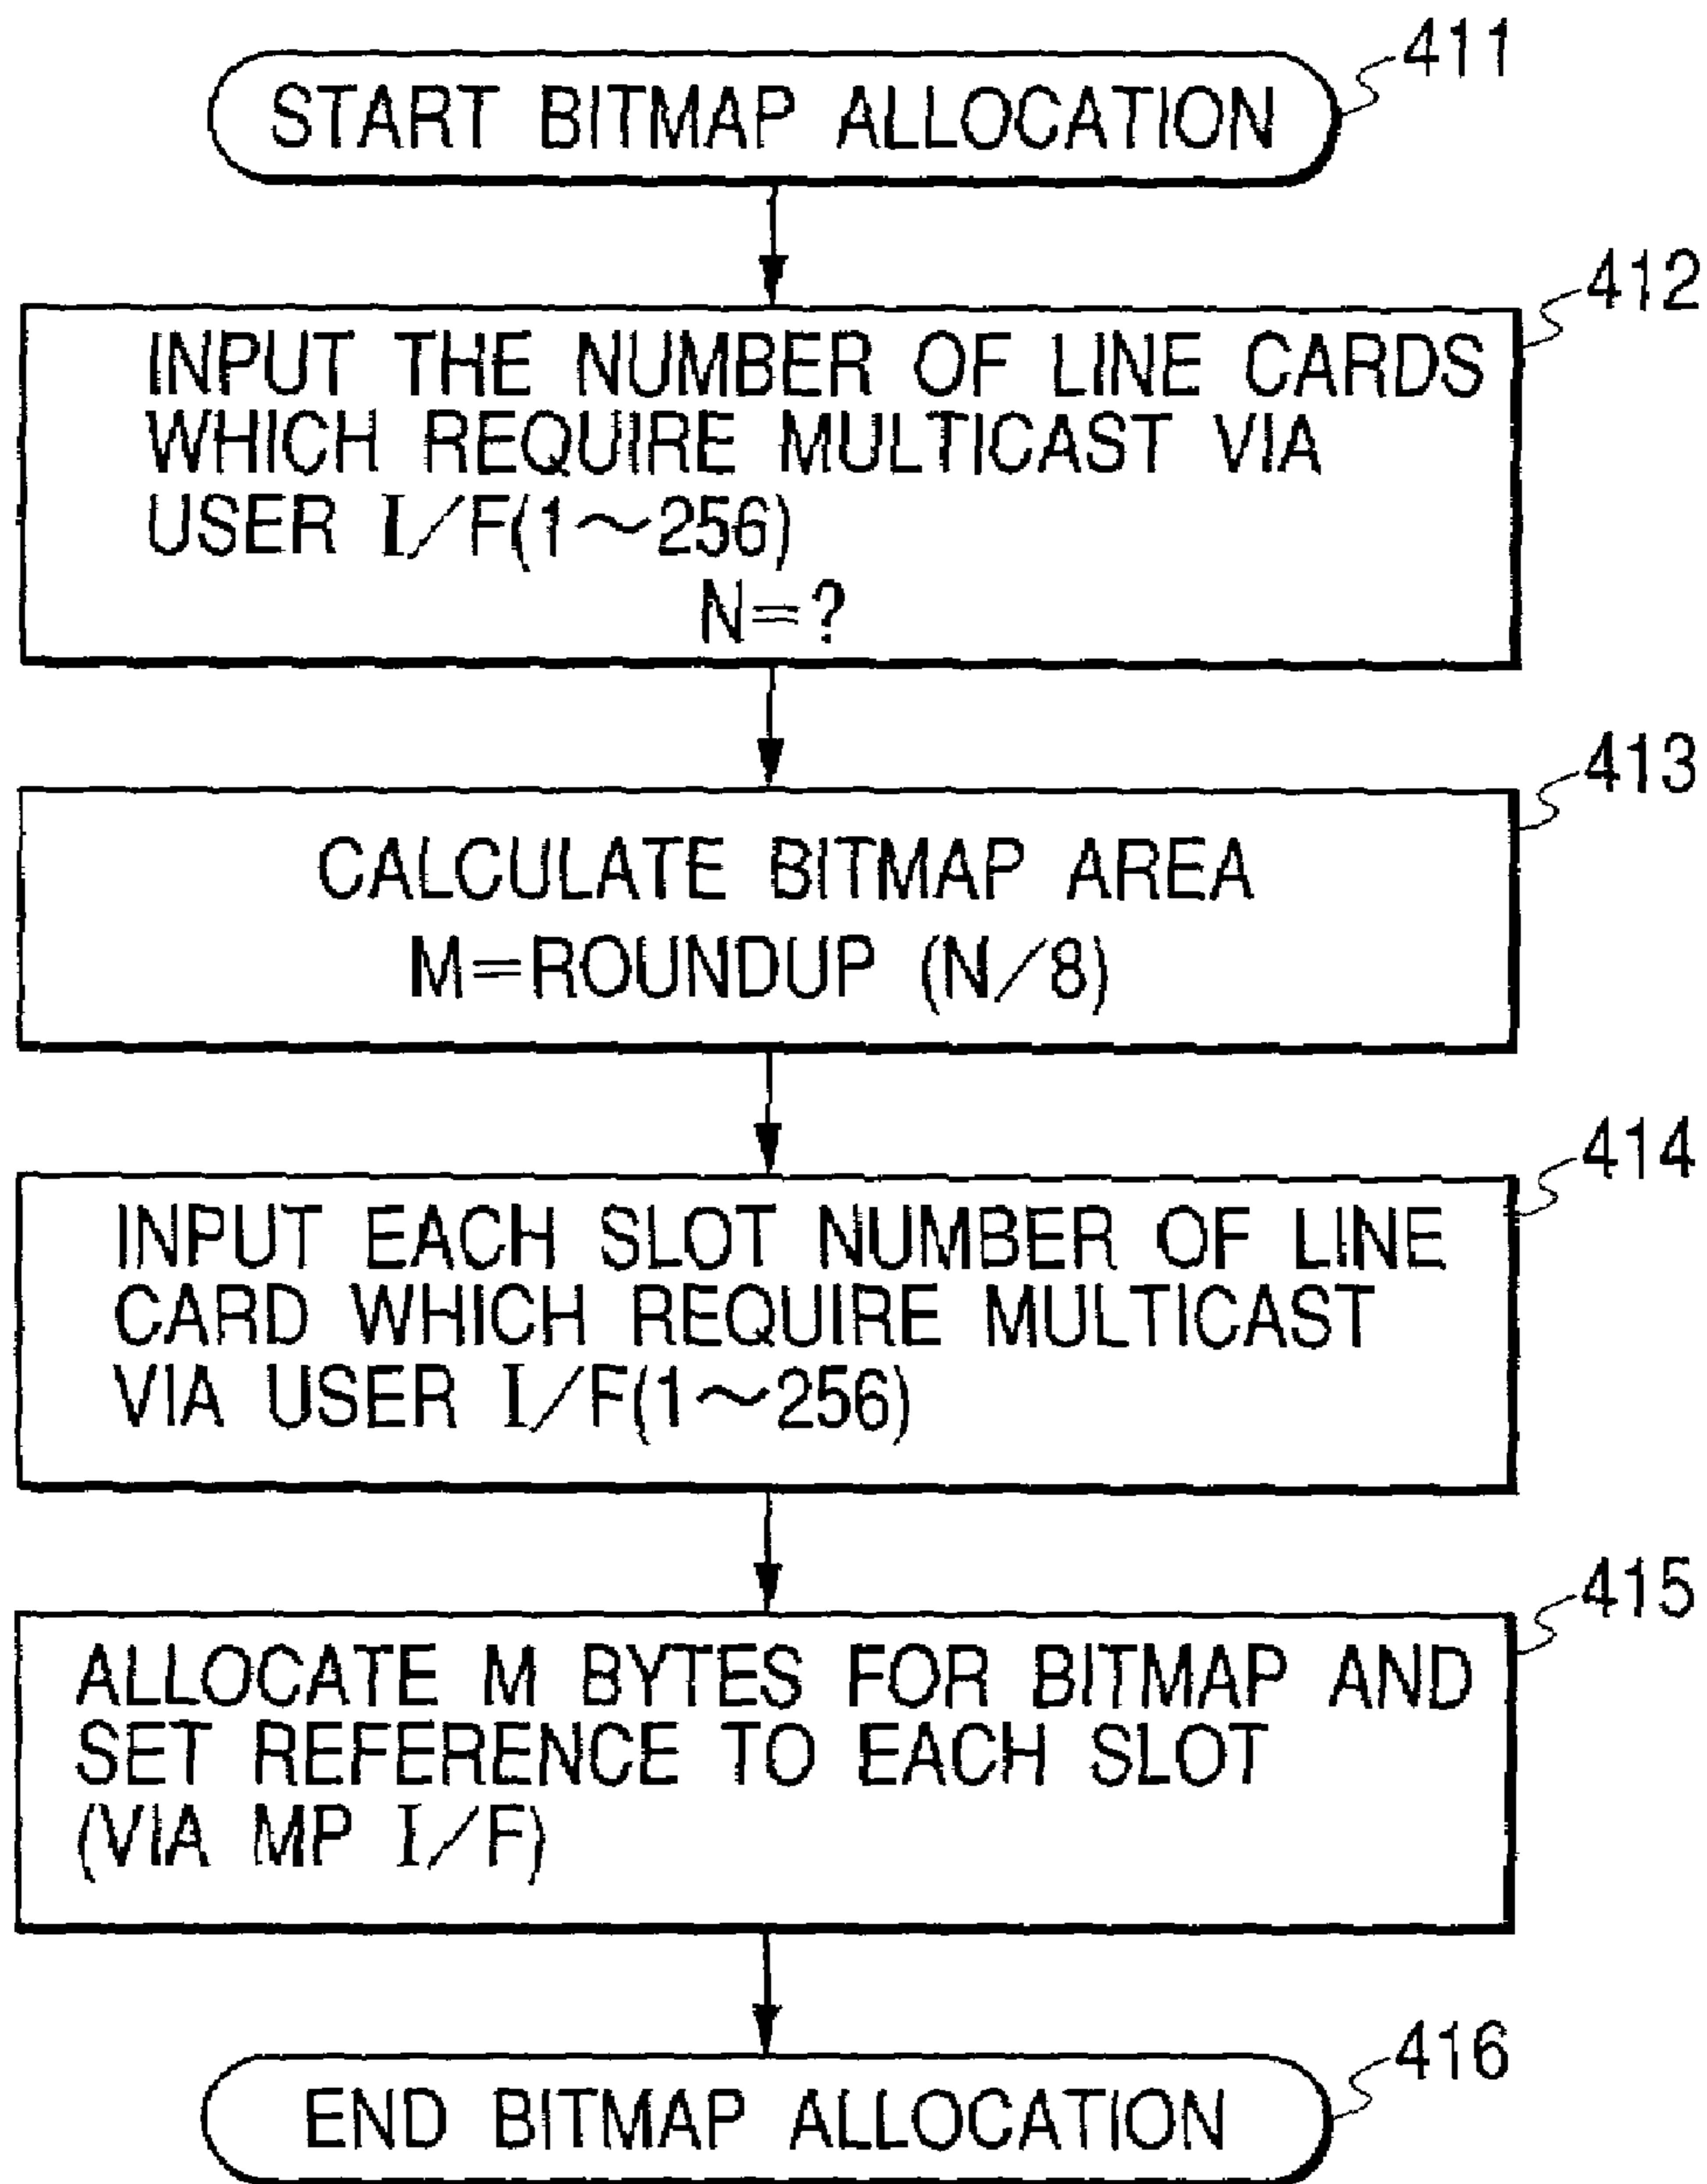 411
START BITMAP ALLOCATION
412
INPUT THE NUMBER OF LINE CARDS
WHICH REQUIRE MULTICAST VIA
USER I/F(1~256)
N=?
413
CALCULATE BITMAP AREA
M=ROUNDUP (N/8)
414
INPUT EACH SLOT NUMBER OF LINE
CARD WHICH REQUIRE MULTICAST
VIA USER I/F(1~256)
415
ALLOCATE M BYTES FOR BITMAP AND
SET REFERENCE TO EACH SLOT
(VIA MP I/F)
416
END BITMAP ALLOCATION